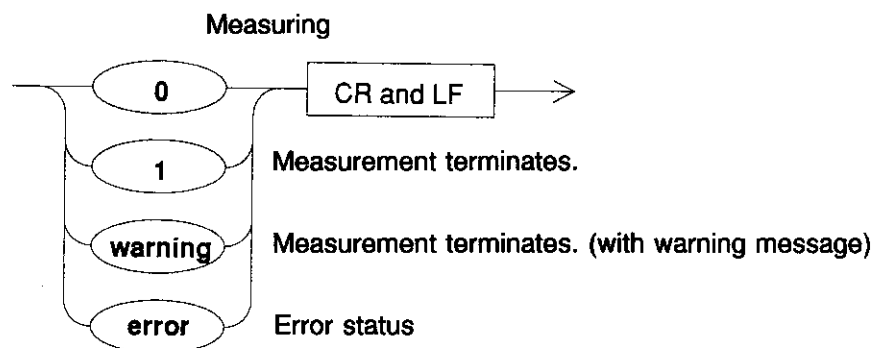 Measuring
0
CR and LF
1
Measurement terminates.
warning
Measurement terminates. (with warning message)
error
Error status